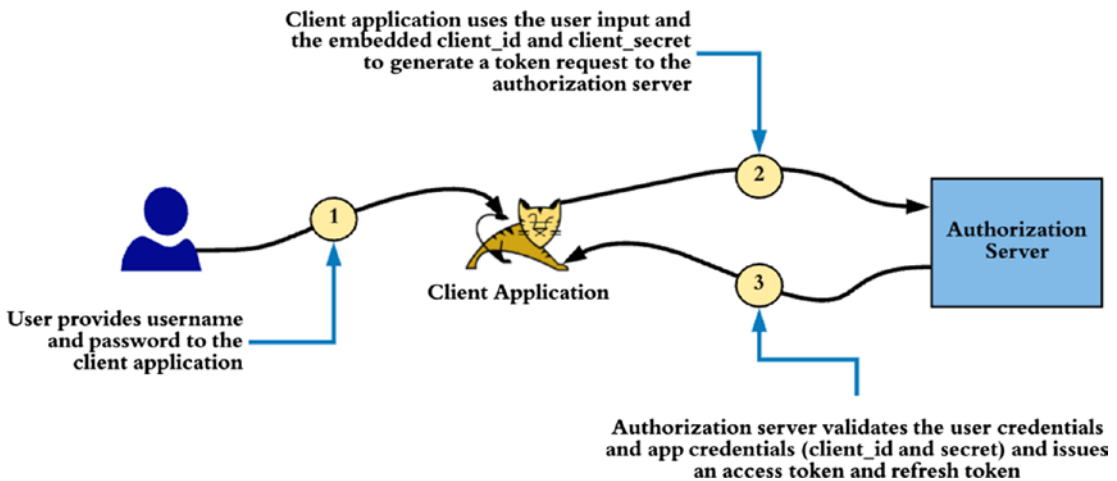 Client application uses the user input and
the embedded client_id and client_secret
to generate a token request to the
authorization server
2
1
Authorization
Server
Client Application
3
User provides username
and password to the
client application
Authorization server validates the user credentials
and app credentials (client_id and secret) and issues
an access token and refresh token